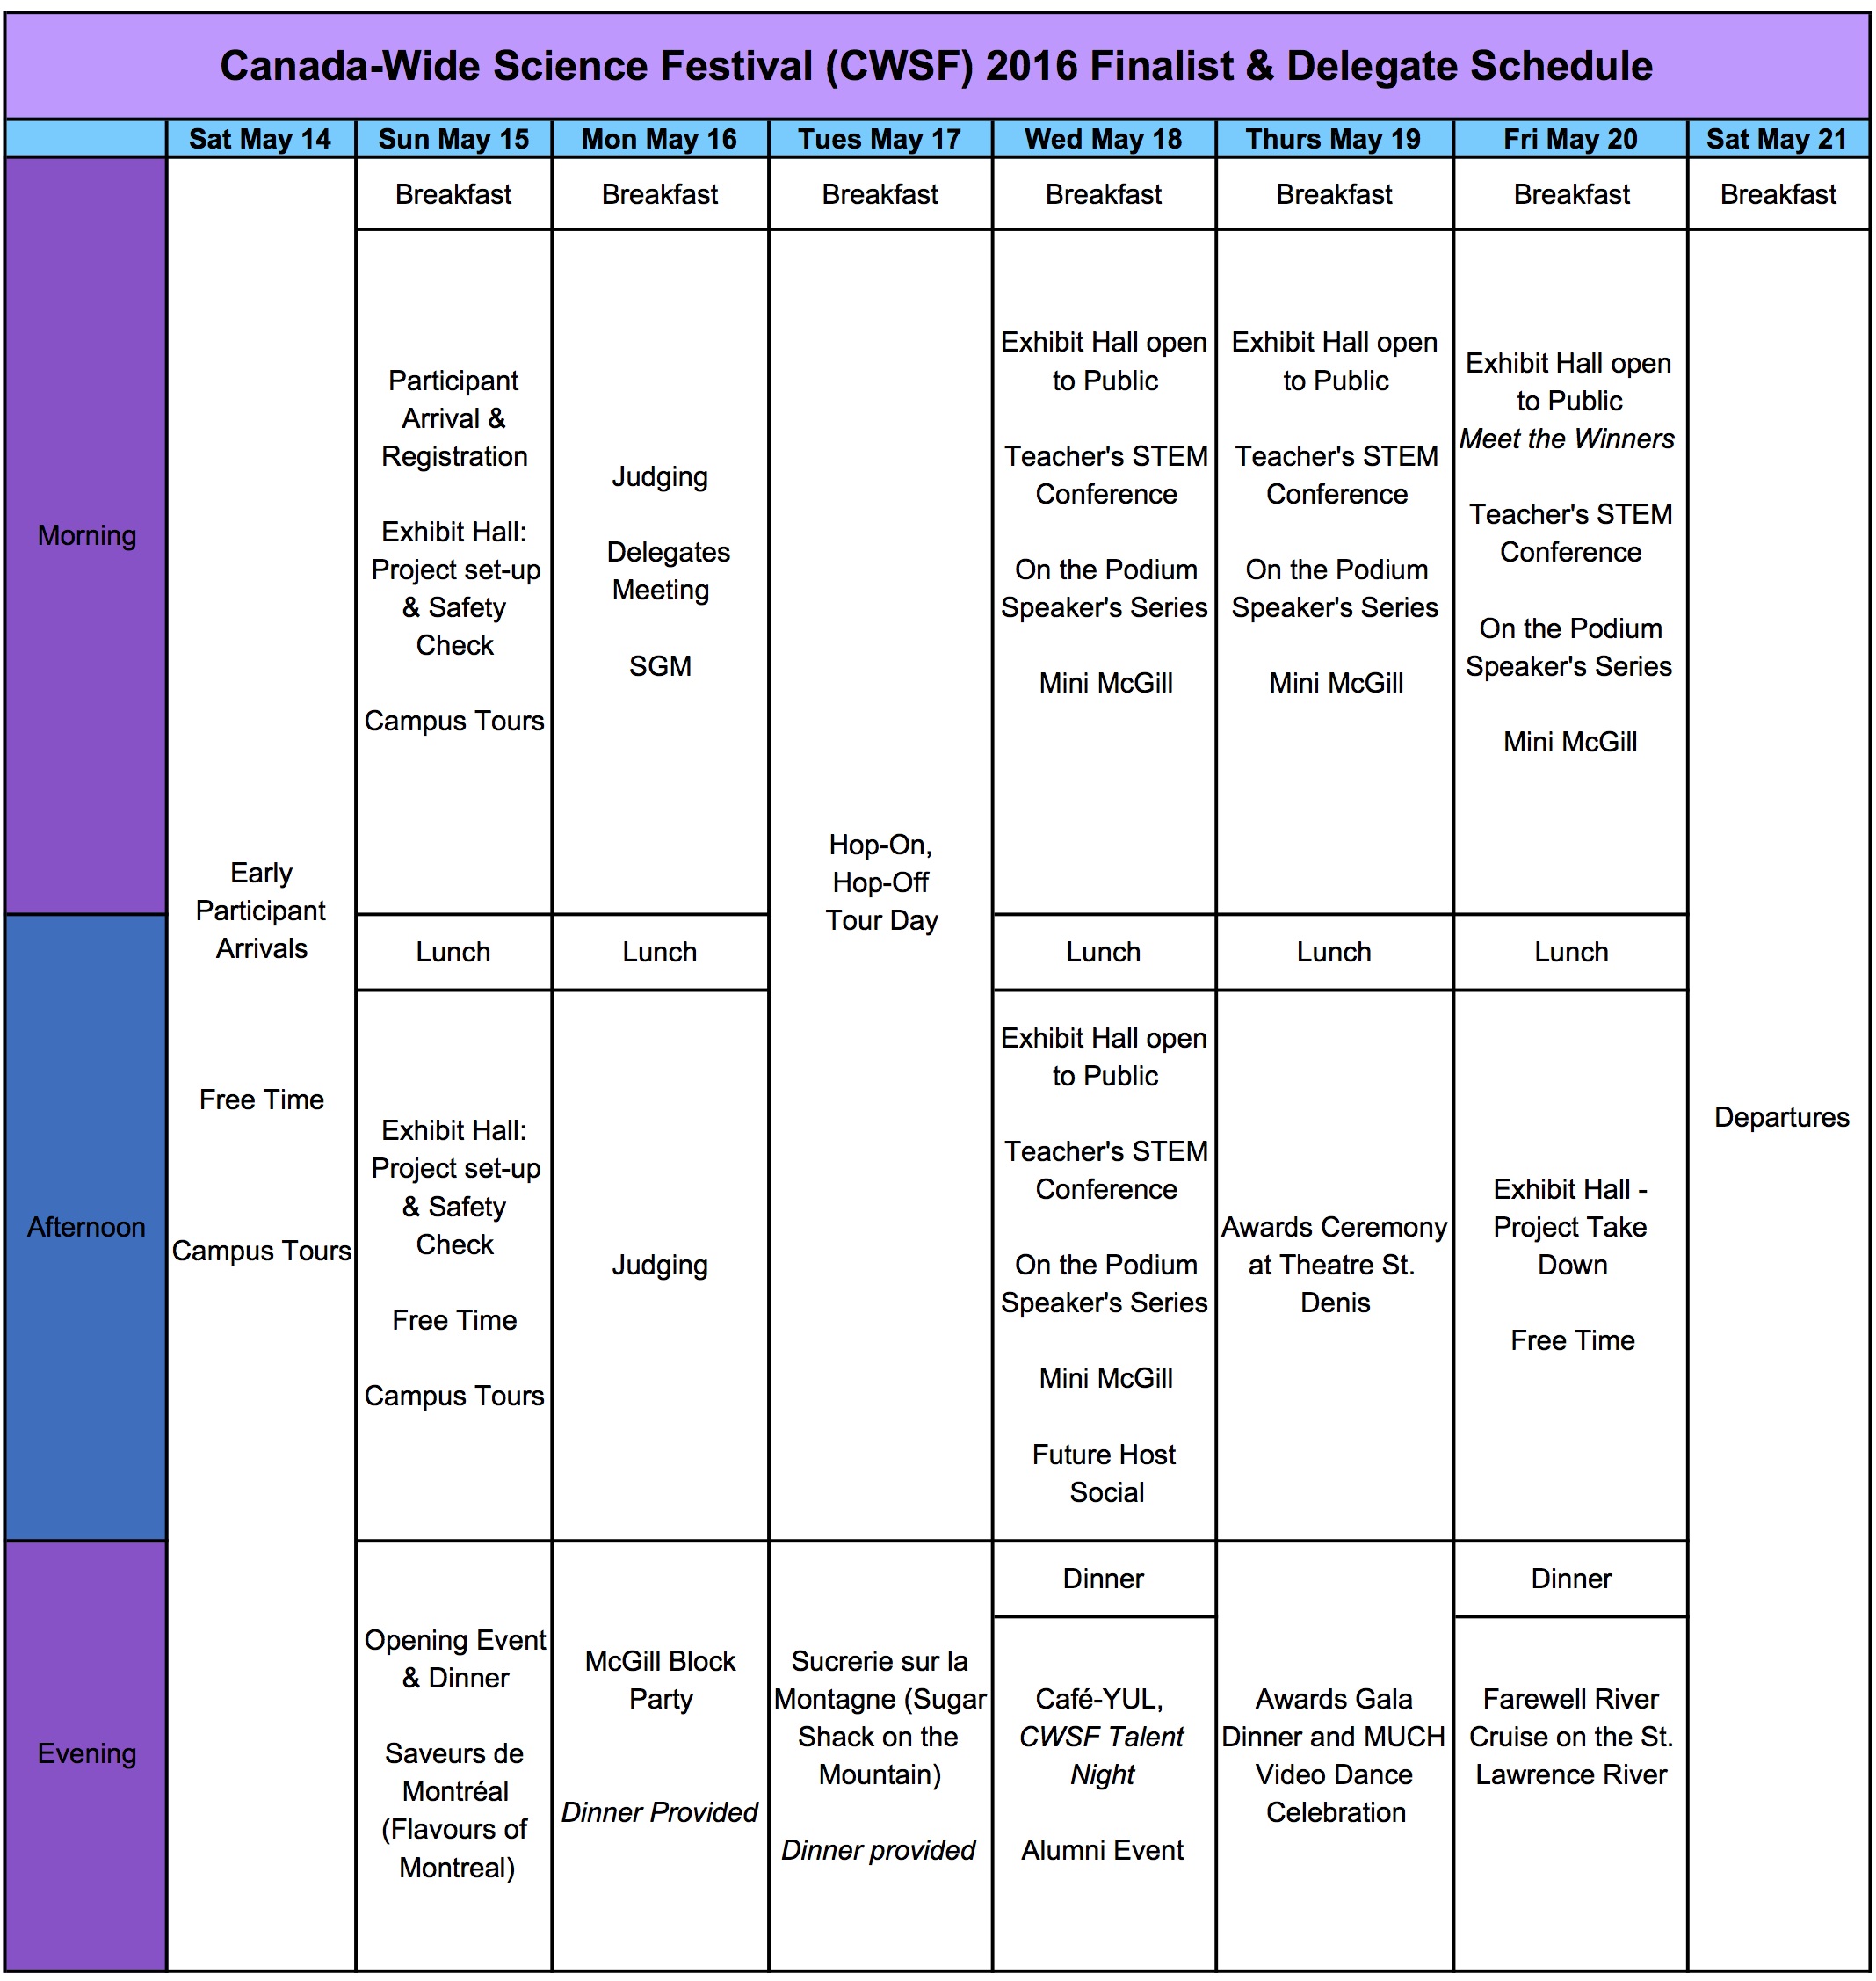 Canada-Wide Science Festival (CWSF) 2016 Finalist & Delegate Schedule
Sat May 14
Sun May 15
Mon May 16
Tues May 17
Wed May 18
Thurs May 19
Fri May 20
Sat May 21
Morning
Afternoon
Evening
Early
Participant
Arrivals
Free Time
Campus Tours
Breakfast
Participant
Arrival &
Registration
Exhibit Hall:
Project set-up
& Safety
Check
Campus Tours
Lunch
Exhibit Hall:
Project set-up
& Safety
Check
Free Time
Campus Tours
Opening Event
& Dinner
Saveurs de
Montréal
(Flavours of
Montreal)
Breakfast
Judging
Delegates
Meeting
SGM
Lunch
Judging
McGill Block
Party
Dinner Provided
Breakfast
Hop-On,
Hop-Off
Tour Day
Sucrerie sur la
Montagne (Sugar
Shack on the
Mountain)
Dinner provided
Breakfast
Exhibit Hall open
to Public
Teacher's STEM
Conference
On the Podium
Speaker's Series
Mini McGill
Lunch
Exhibit Hall open
to Public
Teacher's STEM
Conference
On the Podium
Speaker's Series
Mini McGill
Future Host
Social
Dinner
Café-YUL,
CWSF Talent
Night
Alumni Event
Breakfast
Exhibit Hall open
to Public
Teacher's STEM
Conference
On the Podium
Speaker's Series
Mini McGill
Lunch
Awards Ceremony
at Theatre St.
Denis
Awards Gala
Dinner and MUCH
Video Dance
Celebration
Breakfast
Exhibit Hall open
to Public
Meet the Winners
Teacher's STEM
Conference
On the Podium
Speaker's Series
Mini McGill
Lunch
Exhibit Hall -
Project Take
Down
Free Time
Dinner
Farewell River
Cruise on the St.
Lawrence River
Breakfast
Departures